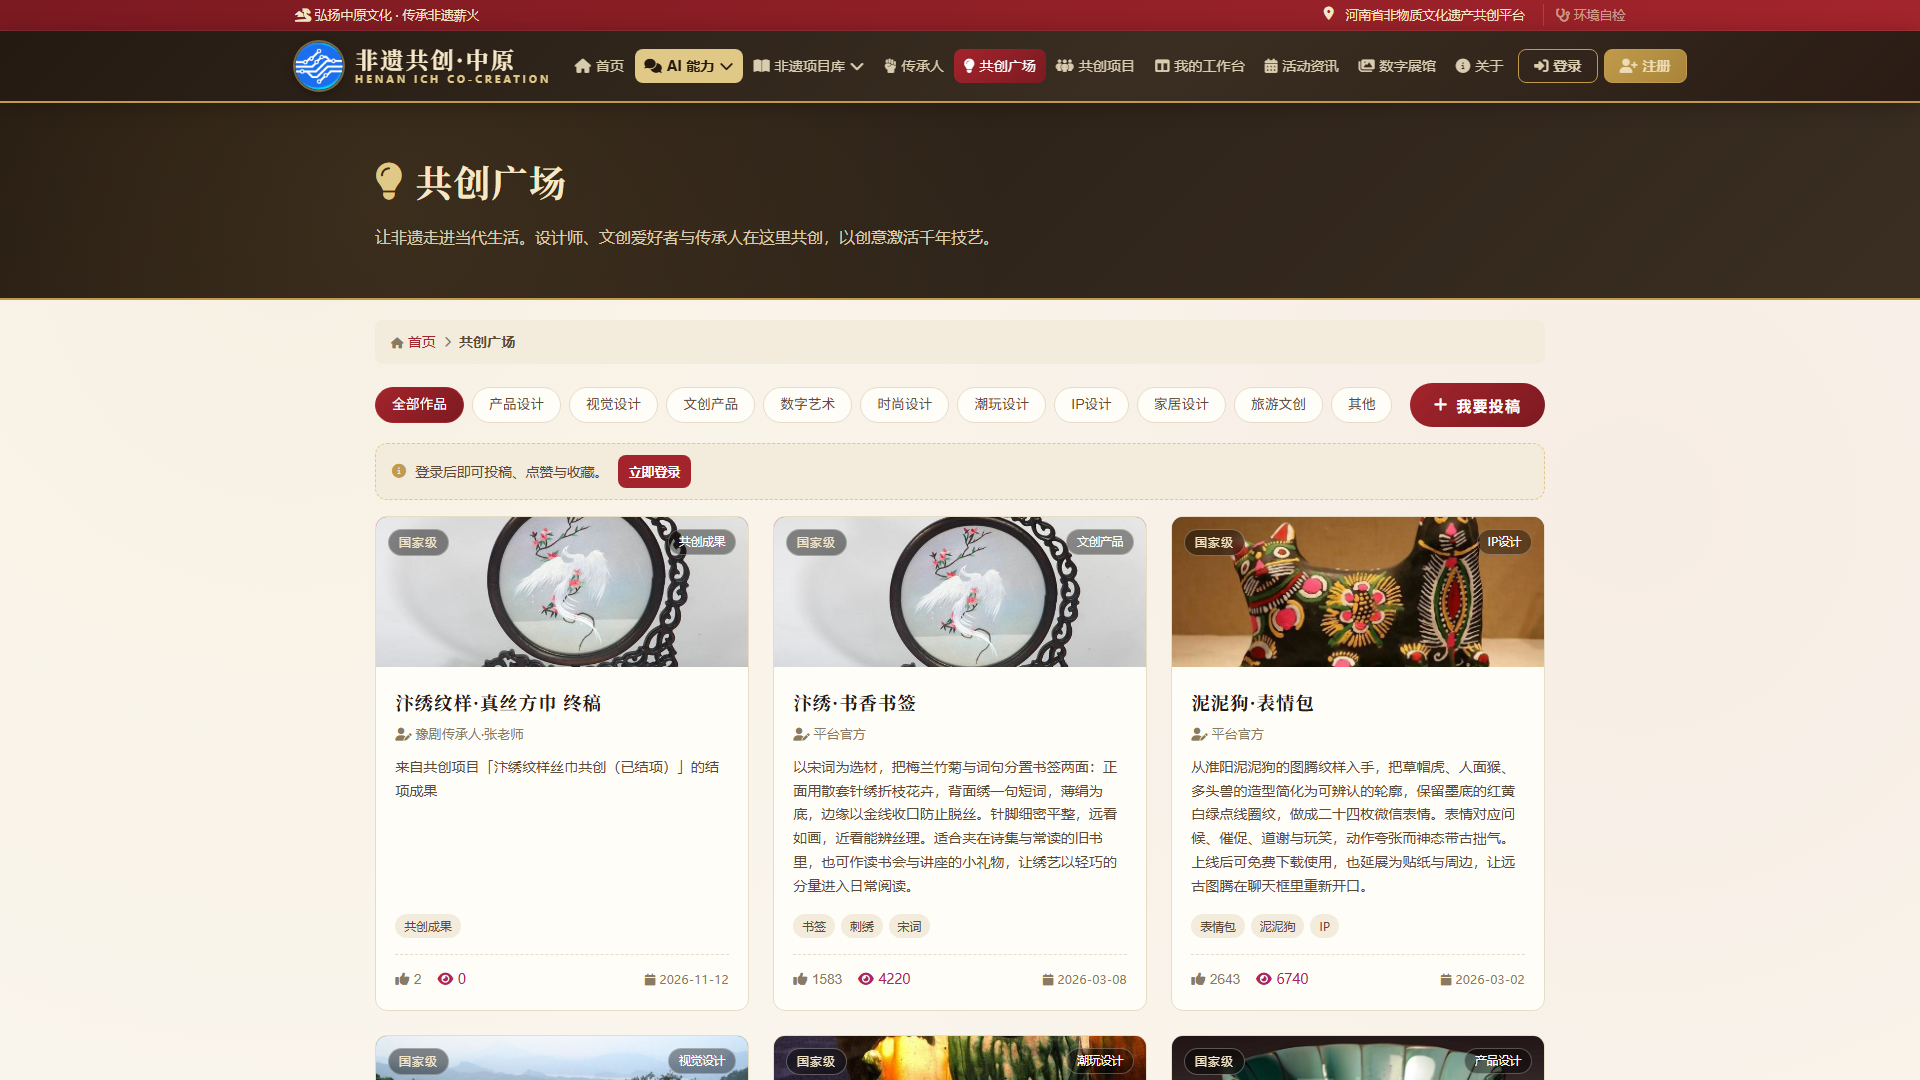 弘扬中原文化 · 传承非遗薪火
河南省非物质文化遗产共创平台
环境自检
非遗共创·中原
HENAN ICH CO-CREATION
首页
AI 能力
非遗项目库
传承人
共创广场
共创项目
我的工作台
活动资讯
数字展馆
关于
登录
注册
共创广场
让非遗走进当代生活。设计师、文创爱好者与传承人在这里共创，以创意激活千年技艺。
首页
共创广场
全部作品
产品设计
视觉设计
文创产品
数字艺术
时尚设计
潮玩设计
IP设计
家居设计
旅游文创
其他
我要投稿
登录后即可投稿、点赞与收藏。
立即登录
国家级
共创成果
汴绣纹样·真丝方巾 终稿
豫剧传承人·张老师
来自共创项目「汴绣纹样丝巾共创（已结项）」的结
项成果
共创成果
2
0
2026-11-12
国家级
文创产品
汴绣·书香书签
平台官方
以宋词为选材，把梅兰竹菊与词句分置书签两面：正
面用散套针绣折枝花卉，背面绣一句短词，薄绢为
底，边缘以金线收口防止脱丝。针脚细密平整，远看
如画，近看能辨丝理。适合夹在诗集与常读的旧书
里，也可作读书会与讲座的小礼物，让绣艺以轻巧的
分量进入日常阅读。
书签
刺绣
宋词
1583
4220
2026-03-08
国家级
IP设计
泥泥狗·表情包
平台官方
从淮阳泥泥狗的图腾纹样入手，把草帽虎、人面猴、
多头兽的造型简化为可辨认的轮廓，保留墨底的红黄
白绿点线圈纹，做成二十四枚微信表情。表情对应问
候、催促、道谢与玩笑，动作夸张而神态带古拙气。
上线后可免费下载使用，也延展为贴纸与周边，让远
古图腾在聊天框里重新开口。
表情包
泥泥狗
IP
2643
6740
2026-03-02
国家级
视觉设计
国家级
潮玩设计
国家级
产品设计